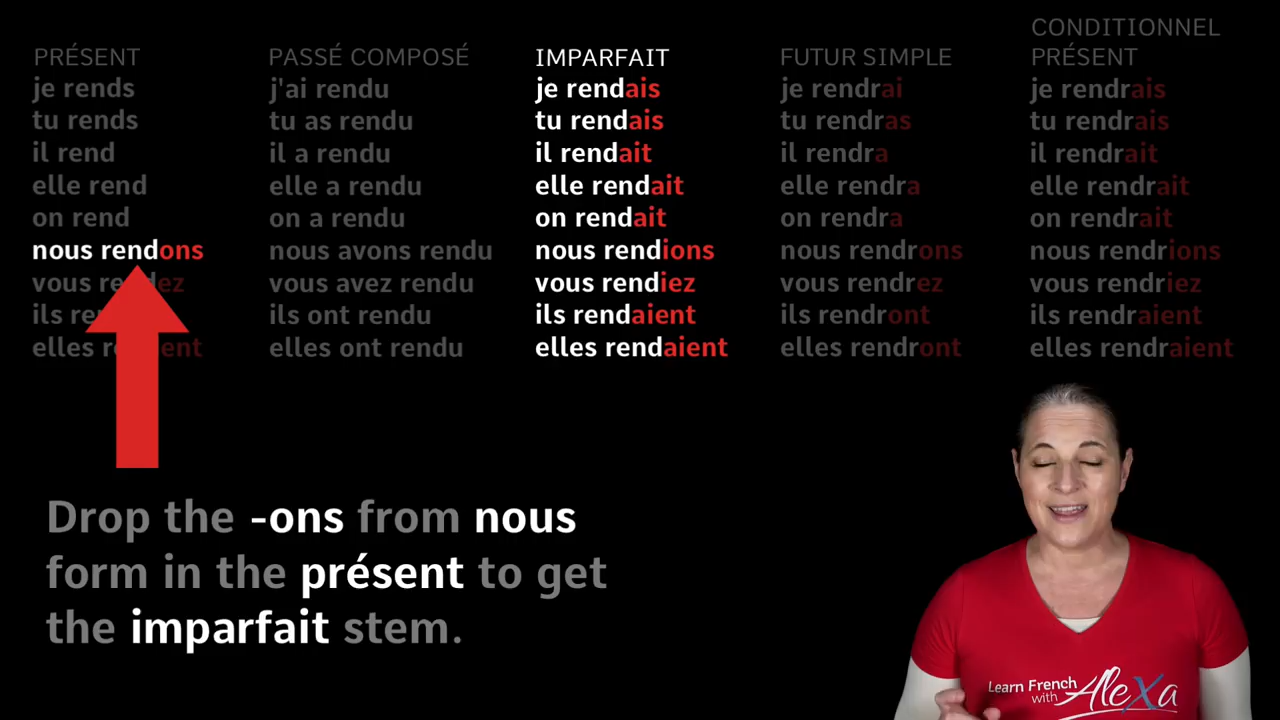 PRÉSENT
je rends
tu rends
il rend
elle rend
on rend
nous rendons
vous ez
ils
elles ent
PASSÉ COMPOSÉ
j'ai rendu
tu as rendu
il a rendu
elle a rendu
on a rendu
nous avons rendu
vous avez rendu
ils ont rendu
elles ont rendu
IMPARFAIT
je rendais
tu rendais
il rendait
elle rendait
on rendait
nous rendions
vous rendiez
ils rendaient
elles rendaient
FUTUR SIMPLE
je rendrai
tu rendras
il rendra
elle rendra
on rendra
nous rendrons
vous rendrez
ils rendront
elles rendront
CONDITIONNEL
PRÉSENT
je rendrais
tu rendrais
il rendrait
elle rendrait
on rendrait
nous rendrions
vous rendriez
ils rendraient
elles rendraient
Drop the -ons from nous
form in the présent to get
the imparfait stem.
Learn French
with Alexa